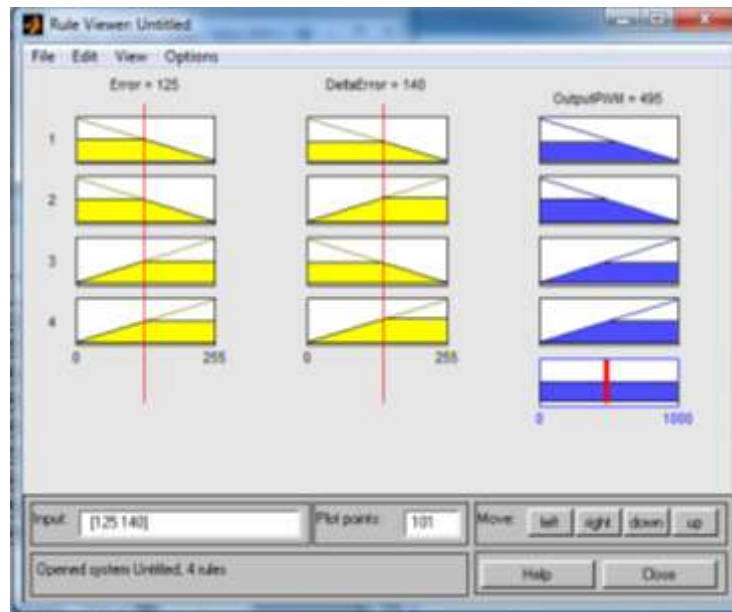 Rule Viewer: Untitled
File Edit View Options
Error = 125 DeltaError = 140 OutputPWM = 495
1
2
3
4
0 255 0 255
0 1000
Input: [125 140] Plot points: 101 Move: left right down up
Opened system Untitled, 4 rules Help Close